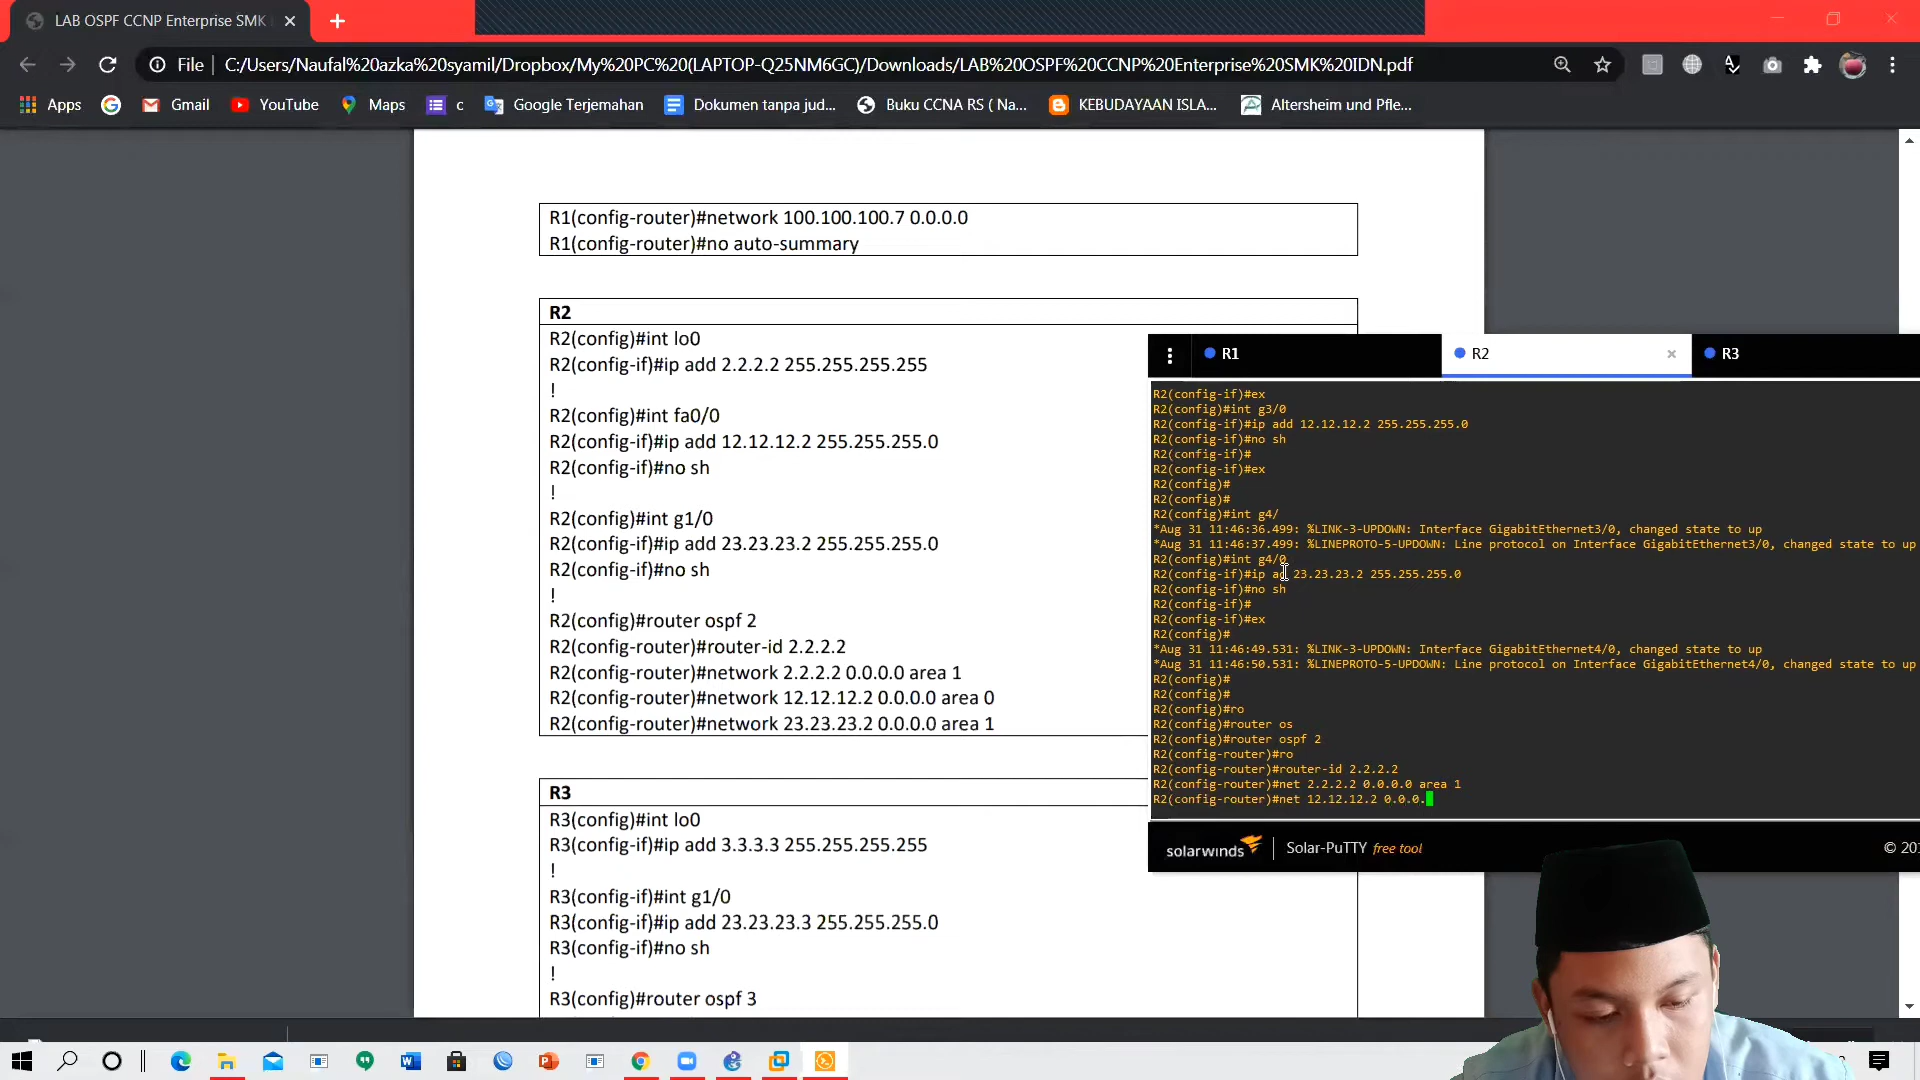 LAB OSPF CCNP Enterprise SMK
File
C:/Users/Naufal%20azka%20syamil/Dropbox/My%20PC%20(LAPTOP-Q25NM6GC)/Downloads/LAB%20OSPF%20CCNP%20Enterprise%20SMK%20IDN.pdf
Apps
Gmail
YouTube
Maps
c
Google Terjemahan
Dokumen tanpa jud...
Buku CCNA RS ( Na...
KEBUDAYAAN ISLA...
Altersheim und Pfle...
R1(config-router)#network 100.100.100.7 0.0.0.0
R1(config-router)#no auto-summary
R2
R2(config)#int lo0
R2(config-if)#ip add 2.2.2.2 255.255.255.255
!
R2(config)#int fa0/0
R2(config-if)#ip add 12.12.12.2 255.255.255.0
R2(config-if)#no sh
!
R2(config)#int g1/0
R2(config-if)#ip add 23.23.23.2 255.255.255.0
R2(config-if)#no sh
!
R2(config)#router ospf 2
R2(config-router)#router-id 2.2.2.2
R2(config-router)#network 2.2.2.2 0.0.0.0 area 1
R2(config-router)#network 12.12.12.2 0.0.0.0 area 0
R2(config-router)#network 23.23.23.2 0.0.0.0 area 1
R3
R3(config)#int lo0
R3(config-if)#ip add 3.3.3.3 255.255.255.255
!
R3(config-if)#int g1/0
R3(config-if)#ip add 23.23.23.3 255.255.255.0
R3(config-if)#no sh
!
R3(config)#router ospf 3
R1
R2
R3
R2(config-if)#ex
R2(config)#int g3/0
R2(config-if)#ip add 12.12.12.2 255.255.255.0
R2(config-if)#no sh
R2(config-if)#
R2(config-if)#ex
R2(config)#
R2(config)#
R2(config)#int g4/
*Aug 31 11:46:36.499: %LINK-3-UPDOWN: Interface GigabitEthernet3/0, changed state to up
*Aug 31 11:46:37.499: %LINEPROTO-5-UPDOWN: Line protocol on Interface GigabitEthernet3/0, changed state to up
R2(config)#int g4/0
R2(config-if)#ip ad 23.23.23.2 255.255.255.0
R2(config-if)#no sh
R2(config-if)#
R2(config-if)#ex
R2(config)#
*Aug 31 11:46:49.531: %LINK-3-UPDOWN: Interface GigabitEthernet4/0, changed state to up
*Aug 31 11:46:50.531: %LINEPROTO-5-UPDOWN: Line protocol on Interface GigabitEthernet4/0, changed state to up
R2(config)#
R2(config)#
R2(config)#ro
R2(config)#router os
R2(config)#router ospf 2
R2(config-router)#ro
R2(config-router)#router-id 2.2.2.2
R2(config-router)#net 2.2.2.2 0.0.0.0 area 1
R2(config-router)#net 12.12.12.2 0.0.0.
solarwinds
Solar-PuTTY free tool
© 201